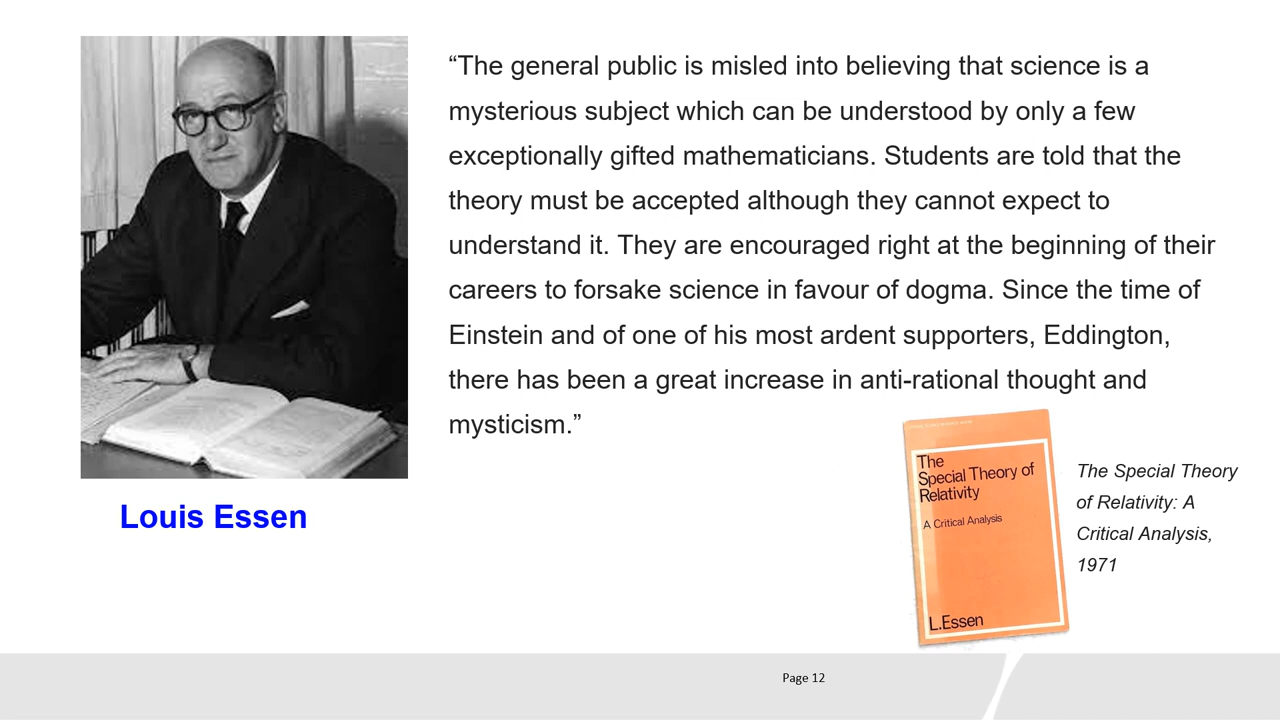 “The general public is misled into believing that science is a
mysterious subject which can be understood by only a few
exceptionally gifted mathematicians. Students are told that the
theory must be accepted although they cannot expect to
understand it. They are encouraged right at the beginning of their
careers to forsake science in favour of dogma. Since the time of
Einstein and of one of his most ardent supporters, Eddington,
there has been a great increase in anti-rational thought and
mysticism.”
Louis Essen
The
Special Theory of
Relativity
A Critical Analysis
L.Essen
The Special Theory
of Relativity: A
Critical Analysis,
1971
Page 12